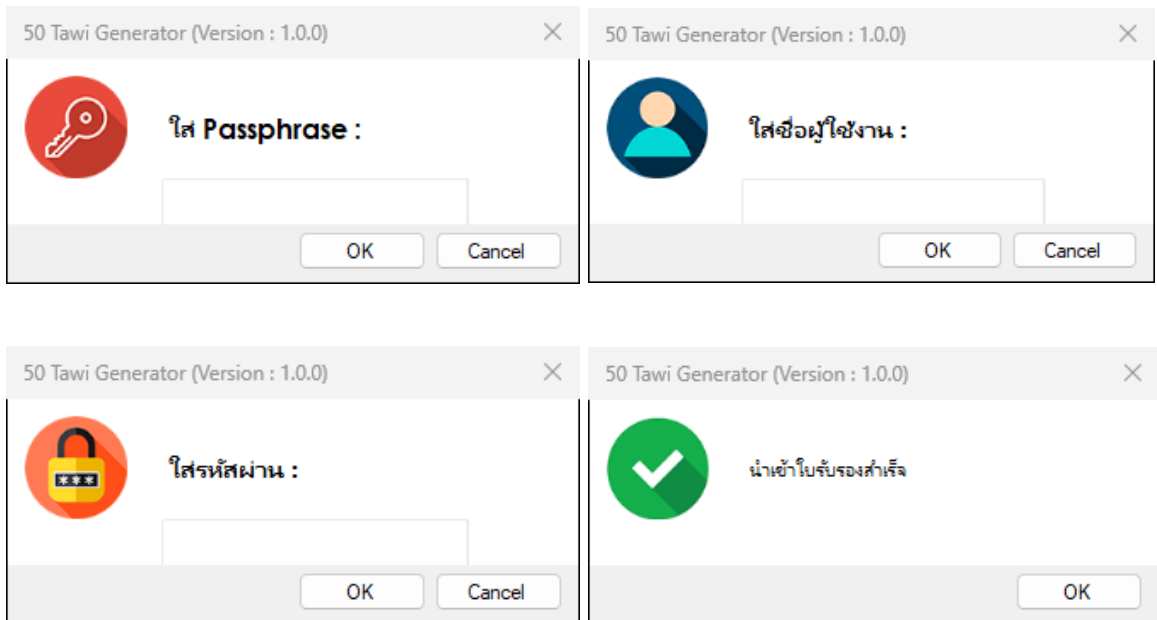 50 Tawi Generator (Version : 1.0.0)
ใส่ Passphrase :
OK Cancel
50 Tawi Generator (Version : 1.0.0)
ใส่ชื่อผู้ใช้งาน :
OK Cancel
50 Tawi Generator (Version : 1.0.0)
ใส่รหัสผ่าน :
***
OK Cancel
50 Tawi Generator (Version : 1.0.0)
นำเข้าใบรับรองสำเร็จ
OK